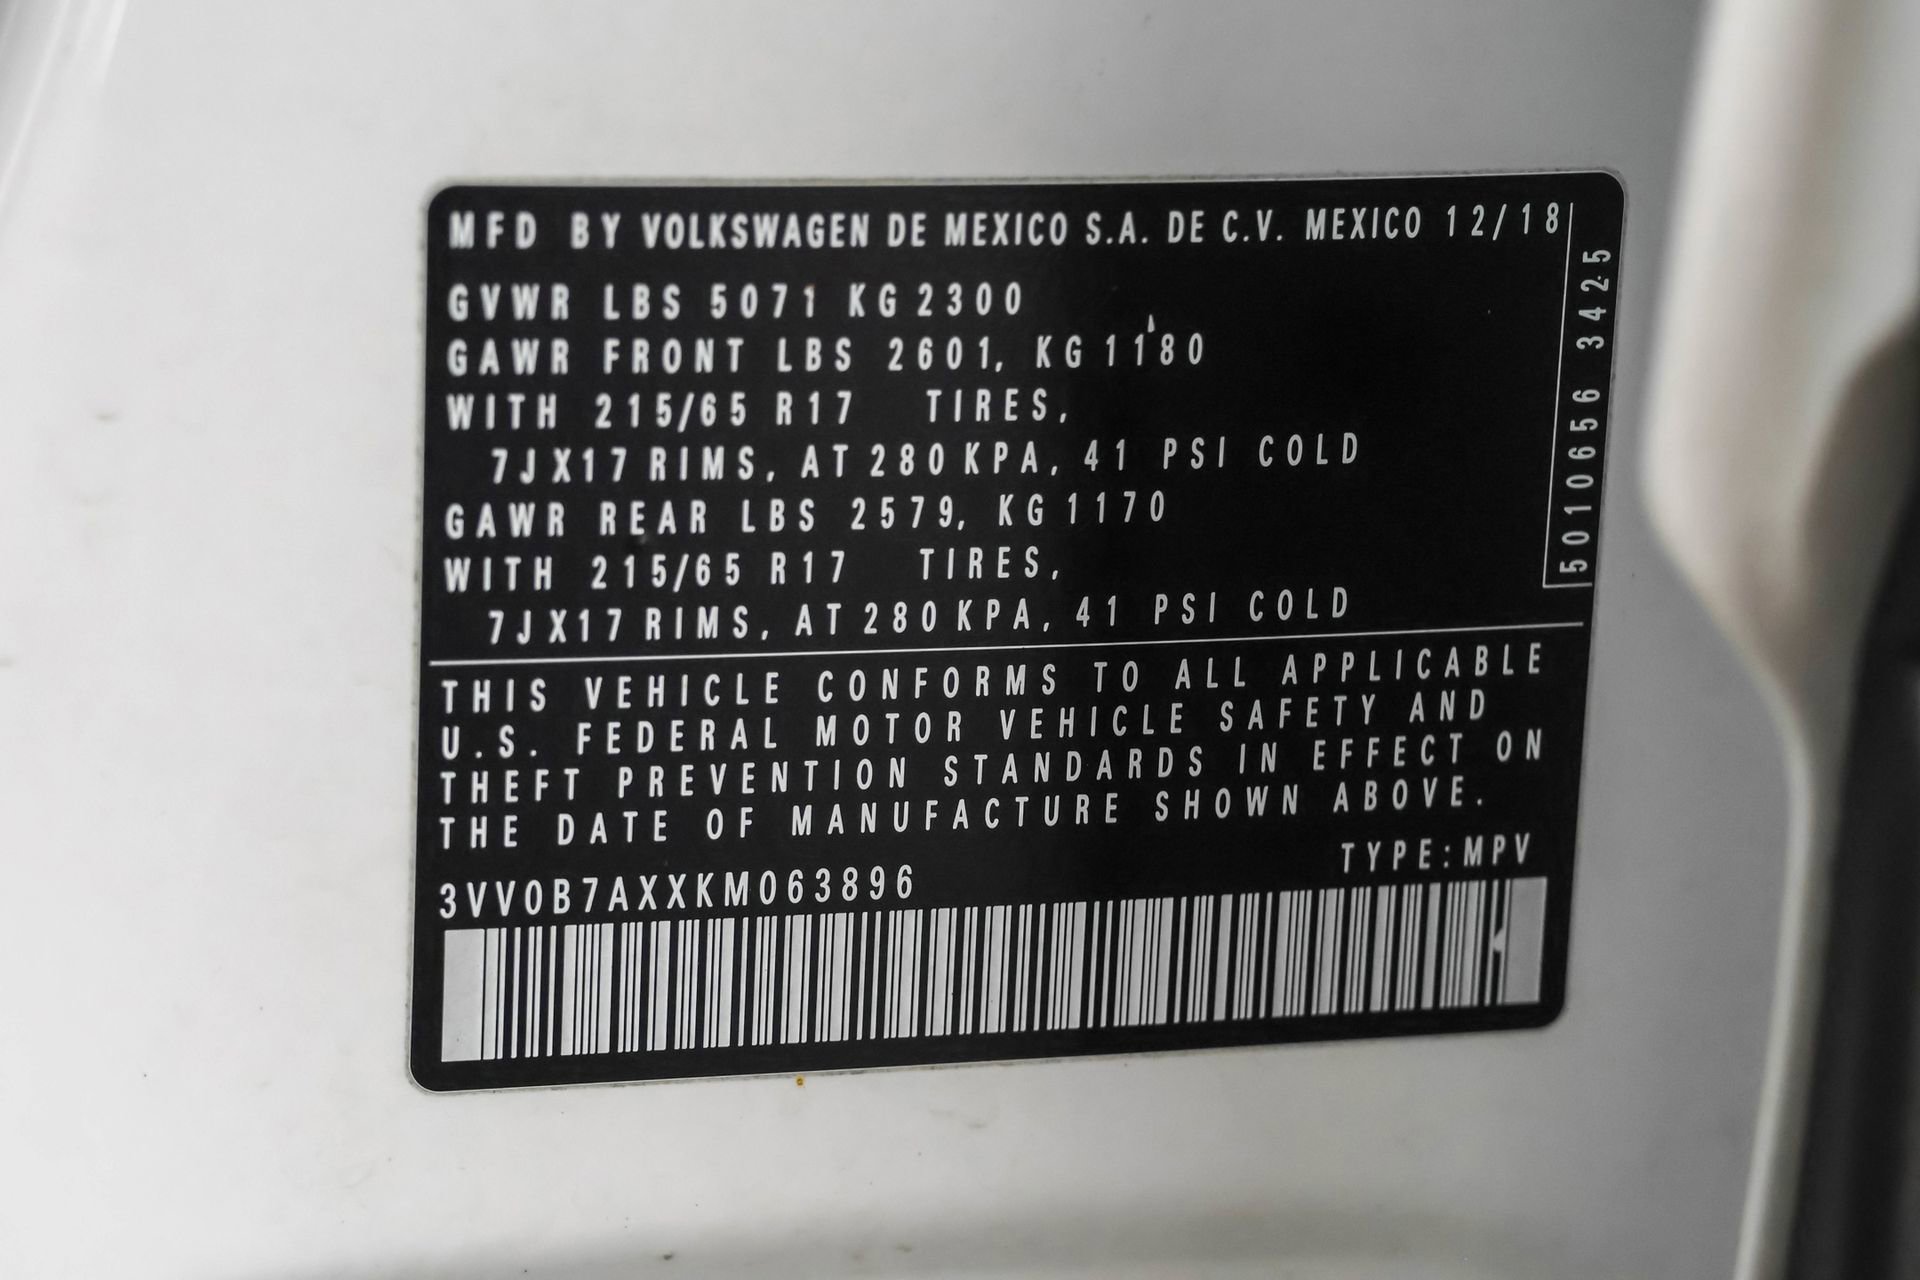 MFD BY VOLKSWAGEN DE MEXICO S.A. DE C.V. MEXICO 12/18
GVWR LBS 5071 KG 2300
GAWR FRONT LBS 2601, KG 1180
WITH 215/65 R17 TIRES,
7JX17 RIMS, AT 280 KPA, 41 PSI COLD
GAWR REAR LBS 2579, KG 1170
WITH 215/65 R17 TIRES,
7JX17 RIMS, AT 280 KPA, 41 PSI COLD
5010656 3425
THIS VEHICLE CONFORMS TO ALL APPLICABLE
U.S. FEDERAL MOTOR VEHICLE SAFETY AND
THEFT PREVENTION STANDARDS IN EFFECT ON
THE DATE OF MANUFACTURE SHOWN ABOVE.
TYPE:MPV
3VV0B7AXXKM063896